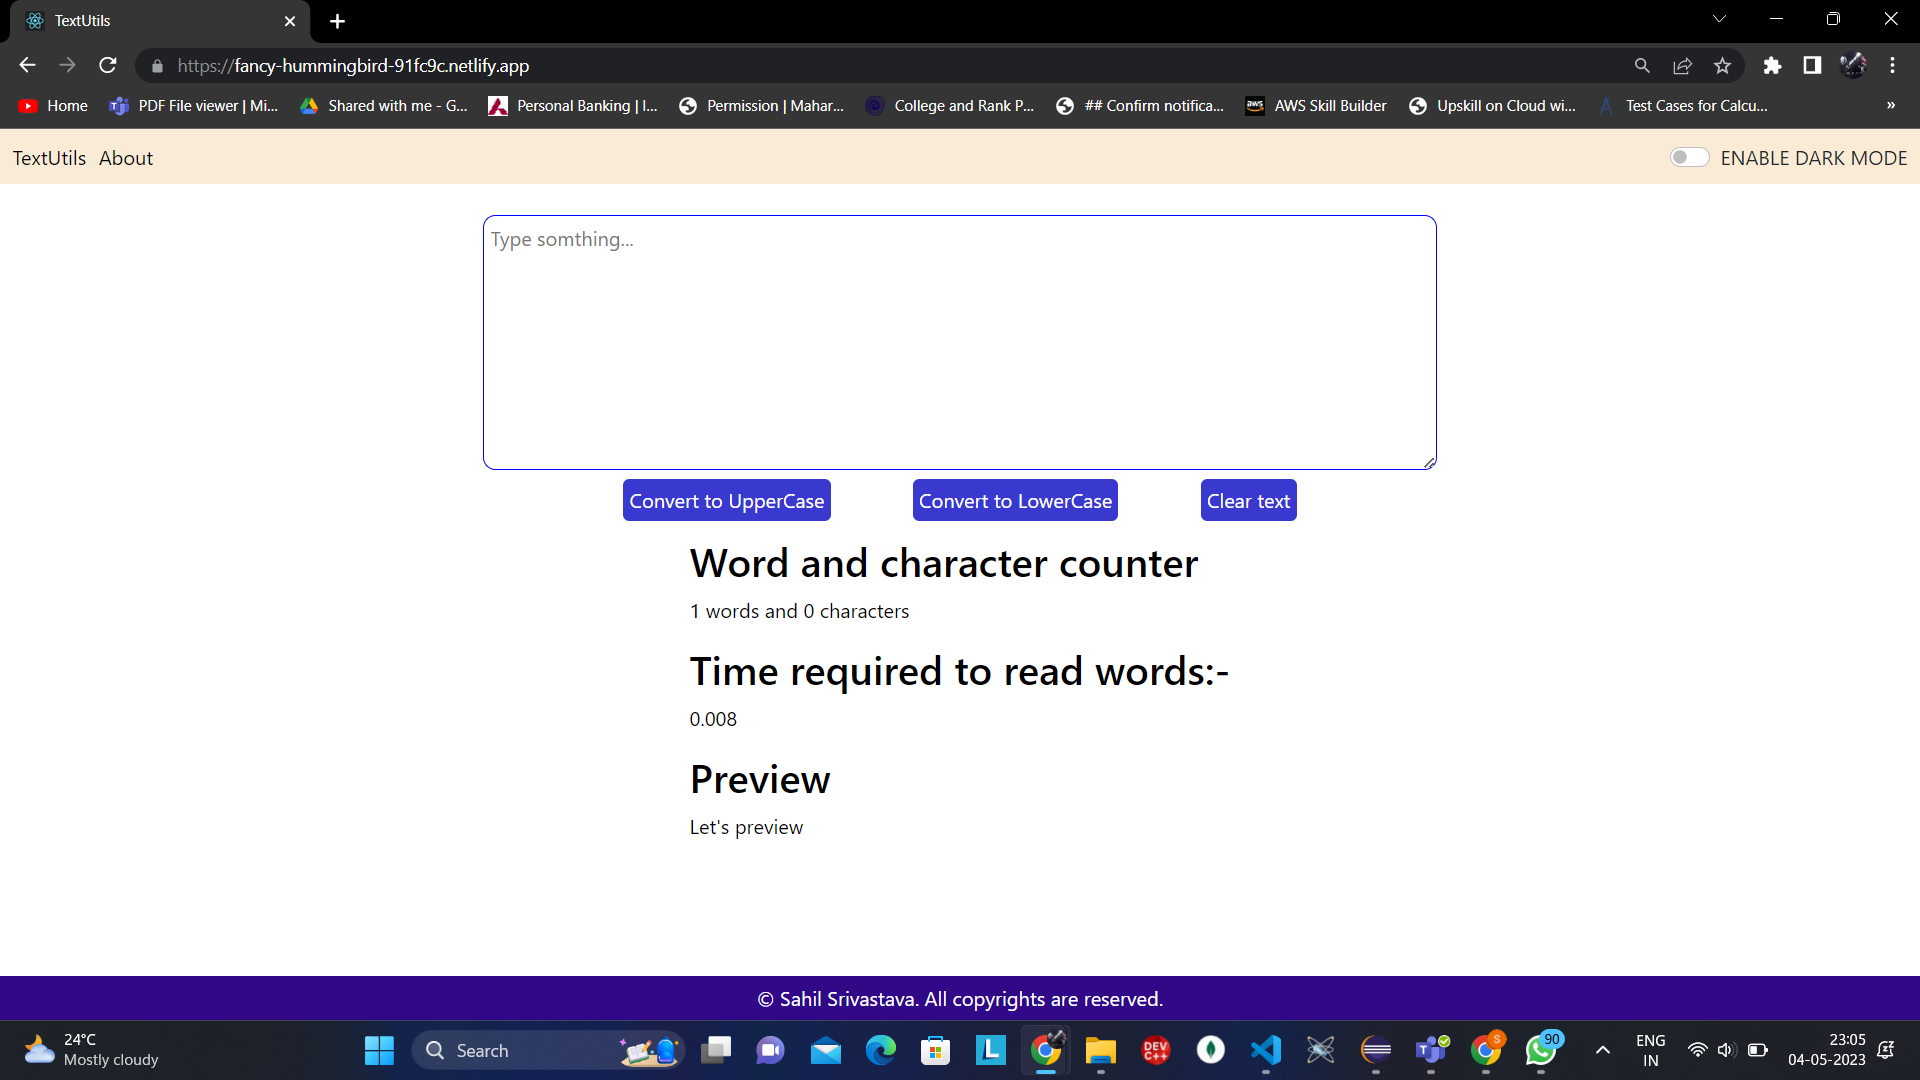 TextUtils
https://fancy-hummingbird-91fc9c.netlify.app
Home PDF File viewer | Mi... Shared with me - G... Personal Banking | I... Permission | Mahar... College and Rank P... ## Confirm notifica... aws AWS Skill Builder Upskill on Cloud wi... Test Cases for Calcu... »
TextUtils About ENABLE DARK MODE
Type somthing...
Convert to UpperCase Convert to LowerCase Clear text
Word and character counter
1 words and 0 characters
Time required to read words:-
0.008
Preview
Let's preview
© Sahil Srivastava. All copyrights are reserved.
24°C
Mostly cloudy
Search
L
DEV
C++
S
90
ENG
IN
23:05
04-05-2023